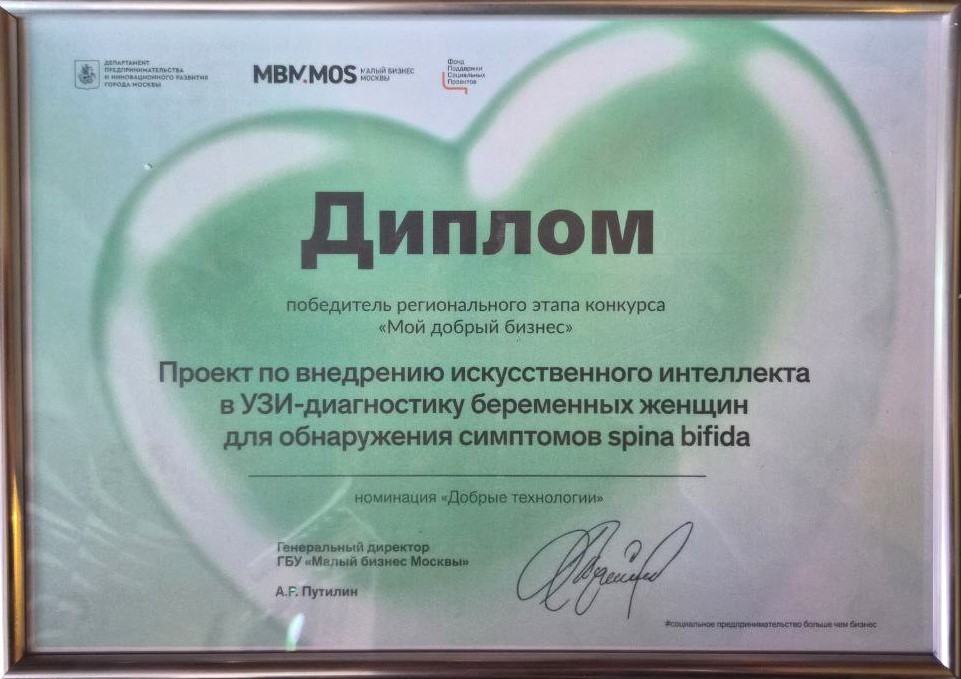 ДЕПАРТАМЕНТ
ПРЕДПРИНИМАТЕЛЬСТВА
И ИННОВАЦИОННОГО РАЗВИТИЯ
ГОРОДА МОСКВЫ
MBM.MOS
МАЛЫЙ БИЗНЕС
МОСКВЫ
Фонд
Поддержки
Социальных
Проектов
Диплом
победитель регионального этапа конкурса
«Мой добрый бизнес»
Проект по внедрению искусственного интеллекта
в УЗИ-диагностику беременных женщин
для обнаружения симптомов spina bifida
номинация «Добрые технологии»
Генеральный директор
ГБУ «Малый бизнес Москвы»
А.Г. Путилин
#социальное предпринимательство больше чем бизнес